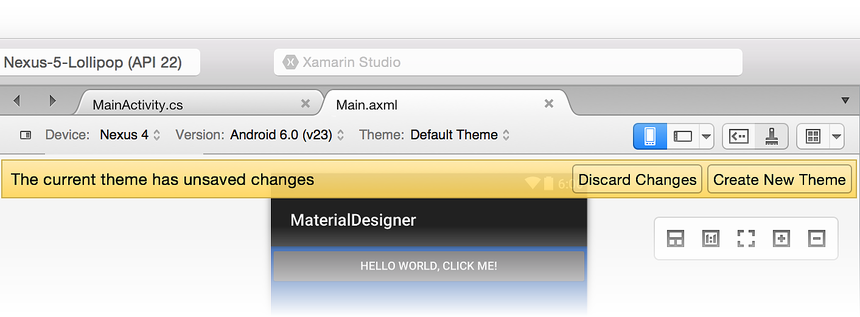 Nexus-5-Lollipop (API 22)
Xamarin Studio
MainActivity.cs
Main.axml
Device: Nexus 4 Version: Android 6.0 (v23) Theme: Default Theme
The current theme has unsaved changes
Discard Changes
Create New Theme
MaterialDesigner
1:1
HELLO WORLD, CLICK ME!